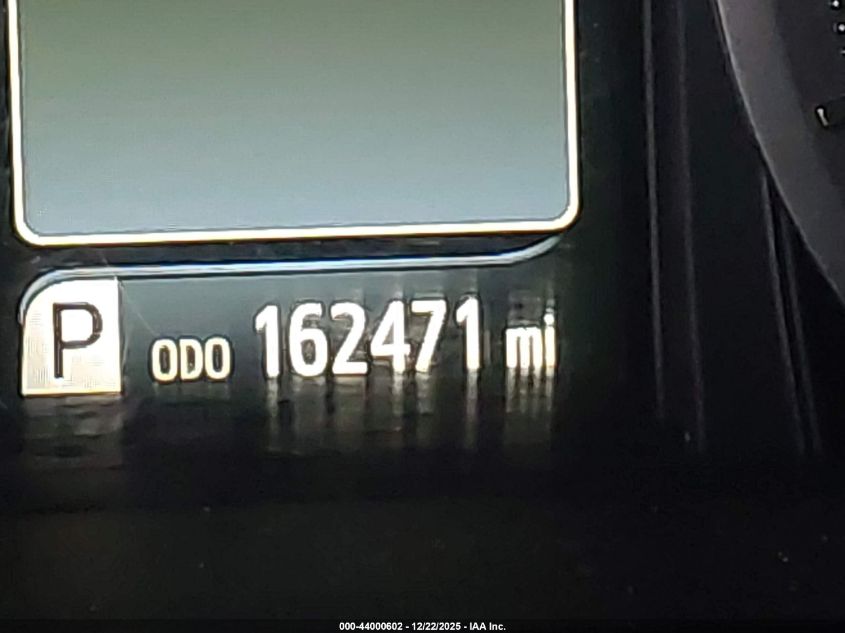 P ODO 162471 mi
000-44000602 - 12/22/2025 - IAA Inc.